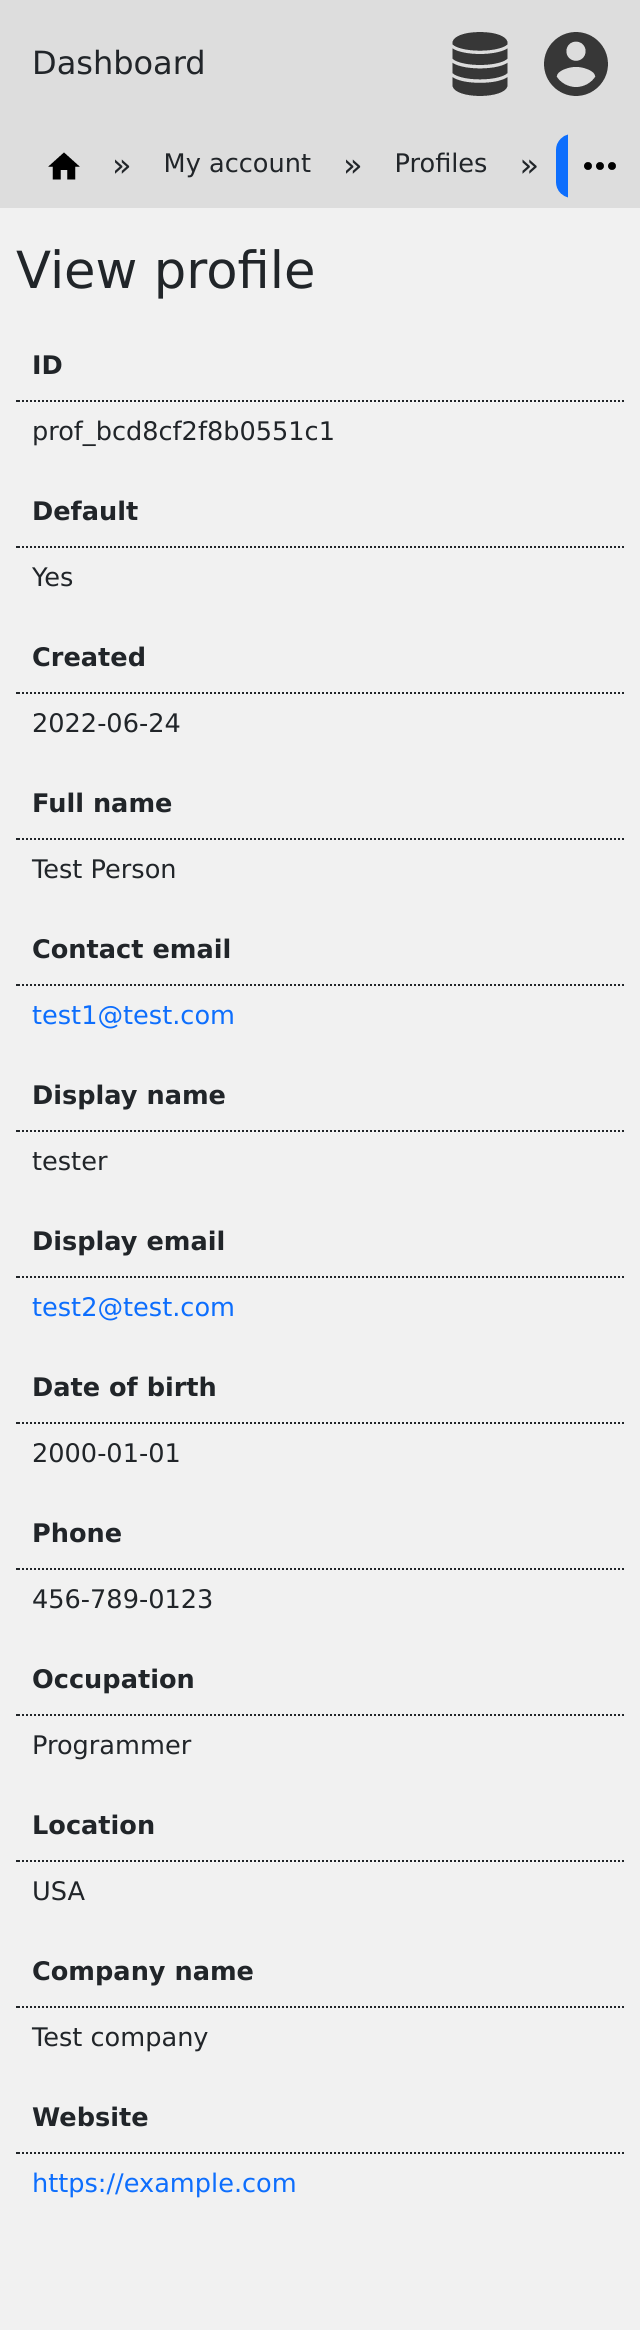 Dashboard
» My account » Profiles »
View profile
ID
prof_bcd8cf2f8b0551c1
Default
Yes
Created
2022-06-24
Full name
Test Person
Contact email
test1@test.com
Display name
tester
Display email
test2@test.com
Date of birth
2000-01-01
Phone
456-789-0123
Occupation
Programmer
Location
USA
Company name
Test company
Website
https://example.com